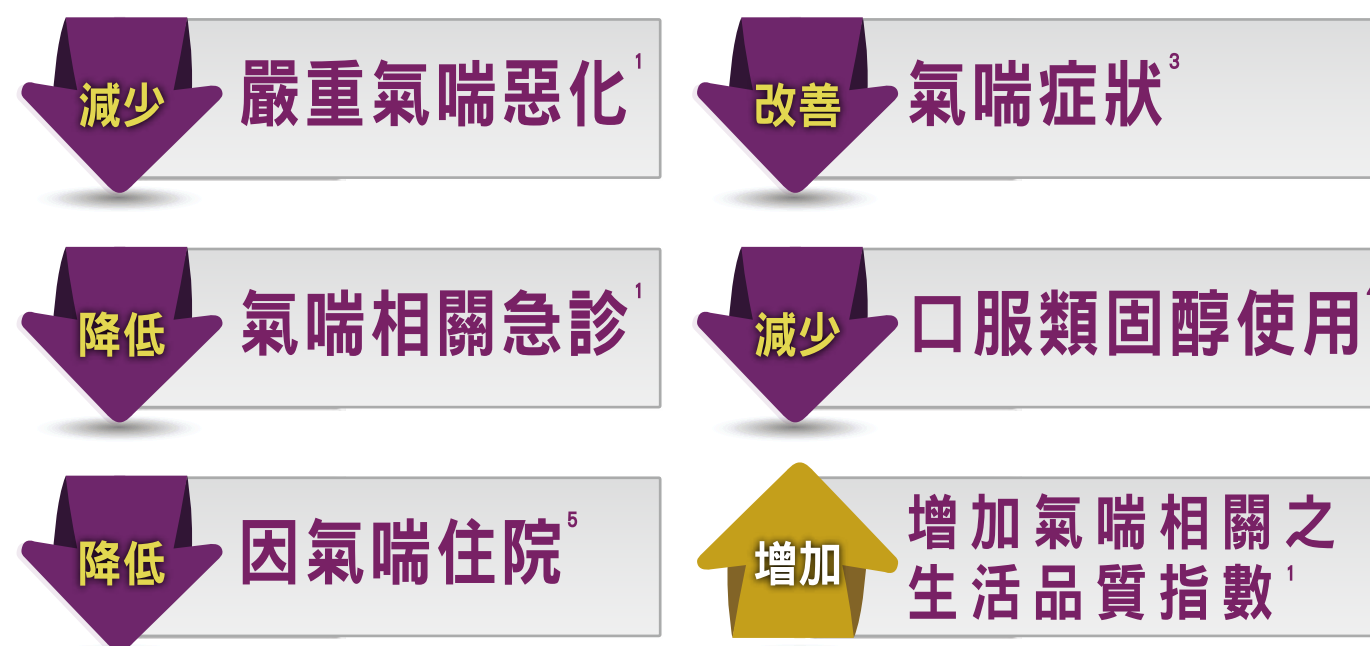 減少 嚴重氣喘惡化1
改善 氣喘症狀3
降低 氣喘相關急診1
減少 口服類固醇使用
降低 因氣喘住院5
增加 增加氣喘相關之
生活品質指數1